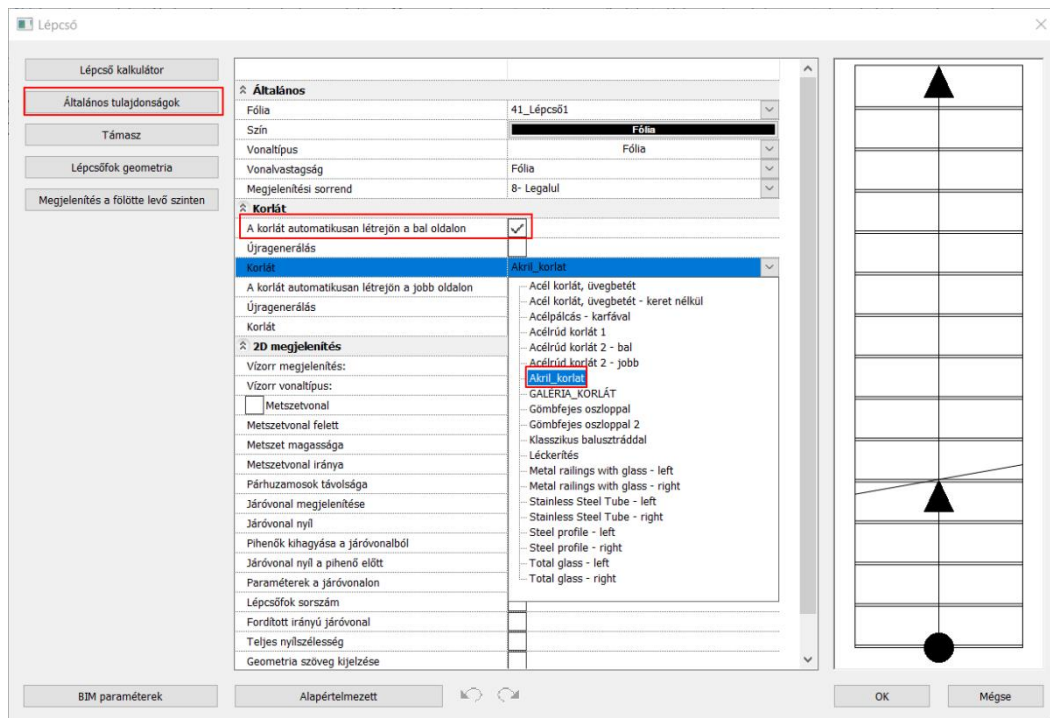 Lépcső
Lépcső kalkulátor
Általános tulajdonságok
Támasz
Lépcsőfok geometria
Megjelenítés a fölötte levő szinten
Általános
Fólia 41_Lépcső1
Szín Fólia
Vonaltípus Fólia
Vonalvastagság Fólia
Megjelenítési sorrend 8- Legalul
Korlát
A korlát automatikusan létrejön a bal oldalon
Újragenerálás
Korlát Akril_korlat
A korlát automatikusan létrejön a jobb oldalon
Újragenerálás
Korlát
2D megjelenítés
Vízorr megjelenítés:
Vízorr vonaltípus:
Metszetvonal
Metszetvonal felett
Metszet magassága
Metszetvonal iránya
Párhuzamosok távolsága
Járóvonal megjelenítése
Járóvonal nyíl
Pihenők kihagyása a járóvonalból
Járóvonal nyíl a pihenő előtt
Paraméterek a járóvonalon
Lépcsőfok sorszám
Fordított irányú járóvonal
Teljes nyílszélesség
Geometria szöveg kijelzése
Acél korlát, üvegbetét
Acél korlát, üvegbetét - keret nélkül
Acélpálcás - karfával
Acélrúd korlát 1
Acélrúd korlát 2 - bal
Acélrúd korlát 2 - jobb
Akril_korlat
GALÉRIA_KORLÁT
Gömbfejes oszloppal
Gömbfejes oszloppal 2
Klasszikus balusztráddal
Léckerítés
Metal railings with glass - left
Metal railings with glass - right
Stainless Steel Tube - left
Stainless Steel Tube - right
Steel profile - left
Steel profile - right
Total glass - left
Total glass - right
BIM paraméterek
Alapértelmezett
OK
Mégse